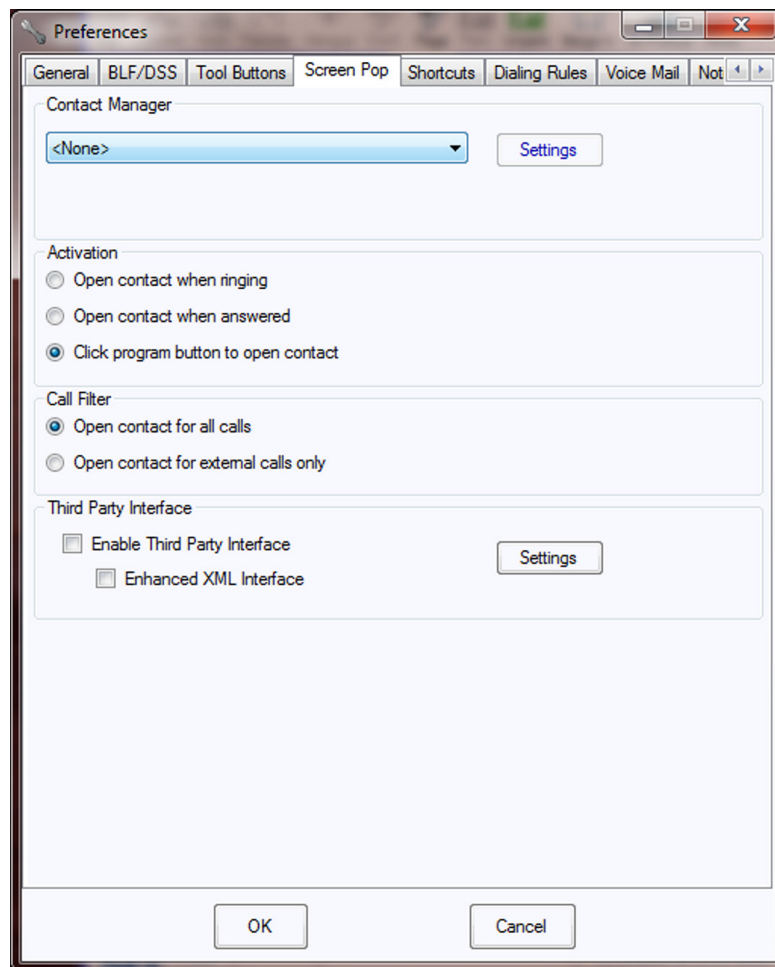 Preferences
General BLF/DSS Tool Buttons Screen Pop Shortcuts Dialing Rules Voice Mail Not
Contact Manager
<None> Settings
Activation
Open contact when ringing
Open contact when answered
Click program button to open contact
Call Filter
Open contact for all calls
Open contact for external calls only
Third Party Interface
Enable Third Party Interface
Settings
Enhanced XML Interface
OK Cancel